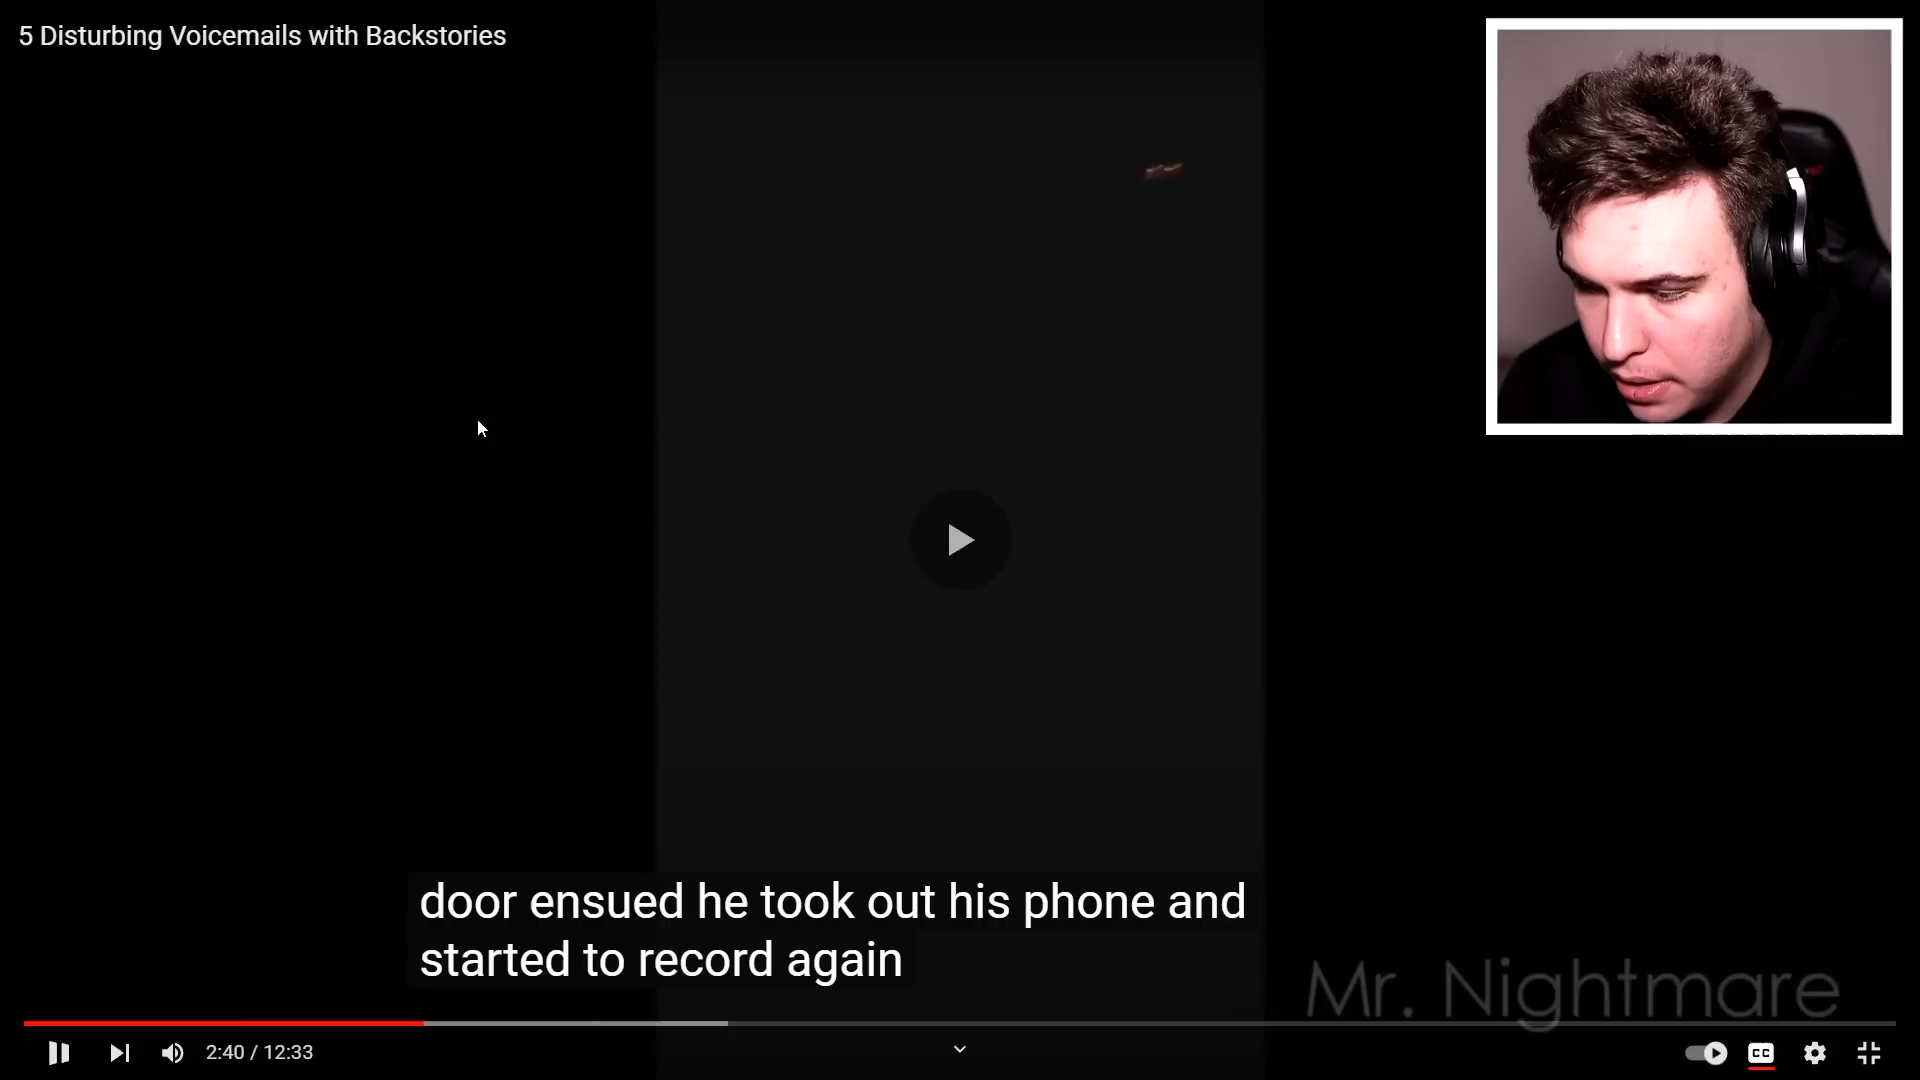 5 Disturbing Voicemails with Backstories
door ensued he took out his phone and
started to record again
Mr. Nightmare
2:40 / 12:33
CC